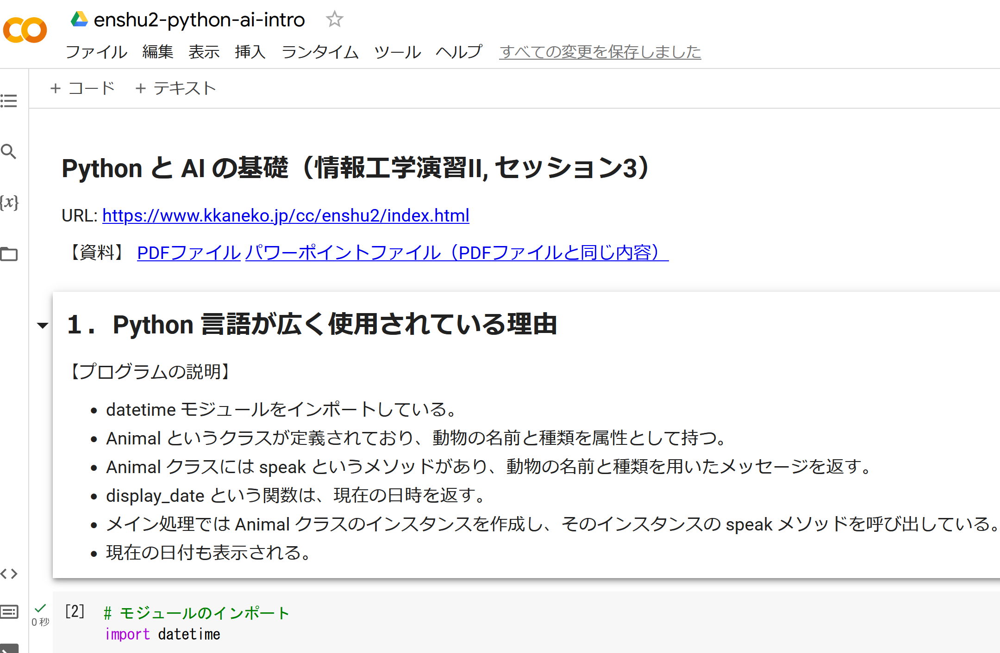 enshu2-python-ai-intro
ファイル 編集 表示 挿入 ランタイム ツール ヘルプ すべての変更を保存しました
+ コード + テキスト
Python と AI の基礎（情報工学演習II, セッション3）
URL: https://www.kkaneko.jp/cc/enshu2/index.html
【資料】 PDFファイル パワーポイントファイル（PDFファイルと同じ内容）
１．Python 言語が広く使用されている理由
【プログラムの説明】
• datetime モジュールをインポートしている。
• Animal というクラスが定義されており、動物の名前と種類を属性として持つ。
• Animal クラスには speak というメソッドがあり、動物の名前と種類を用いたメッセージを返す。
• display_date という関数は、現在の日時を返す。
• メイン処理では Animal クラスのインスタンスを作成し、そのインスタンスの speak メソッドを呼び出している。
• 現在の日付も表示される。
[2] # モジュールのインポート
0 秒
import datetime